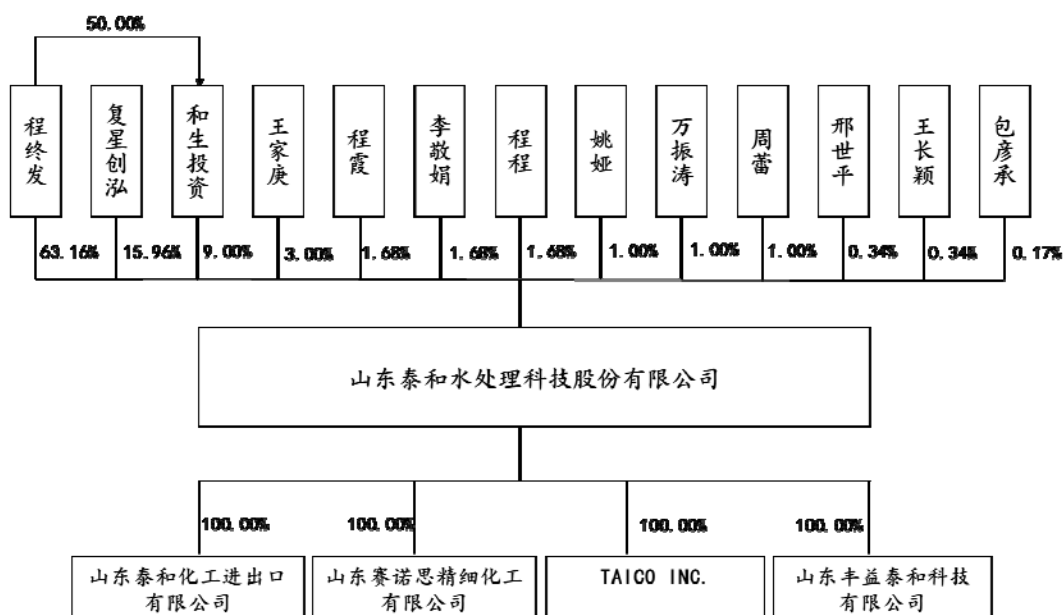 50.00%
程终发
复星创泓
和生投资
王家庚
程霞
李敬娟
程程
姚娅
万振涛
周蕾
邢世平
王长颖
包彦承
63.16%
15.96%
9.00%
3.00%
1.68%
1.68%
1.68%
1.00%
1.00%
1.00%
0.34%
0.34%
0.17%
山东泰和水处理科技股份有限公司
100.00%
100.00%
100.00%
100.00%
山东泰和化工进出口
有限公司
山东赛诺思精细化工
有限公司
TAICO INC.
山东丰益泰和科技
有限公司